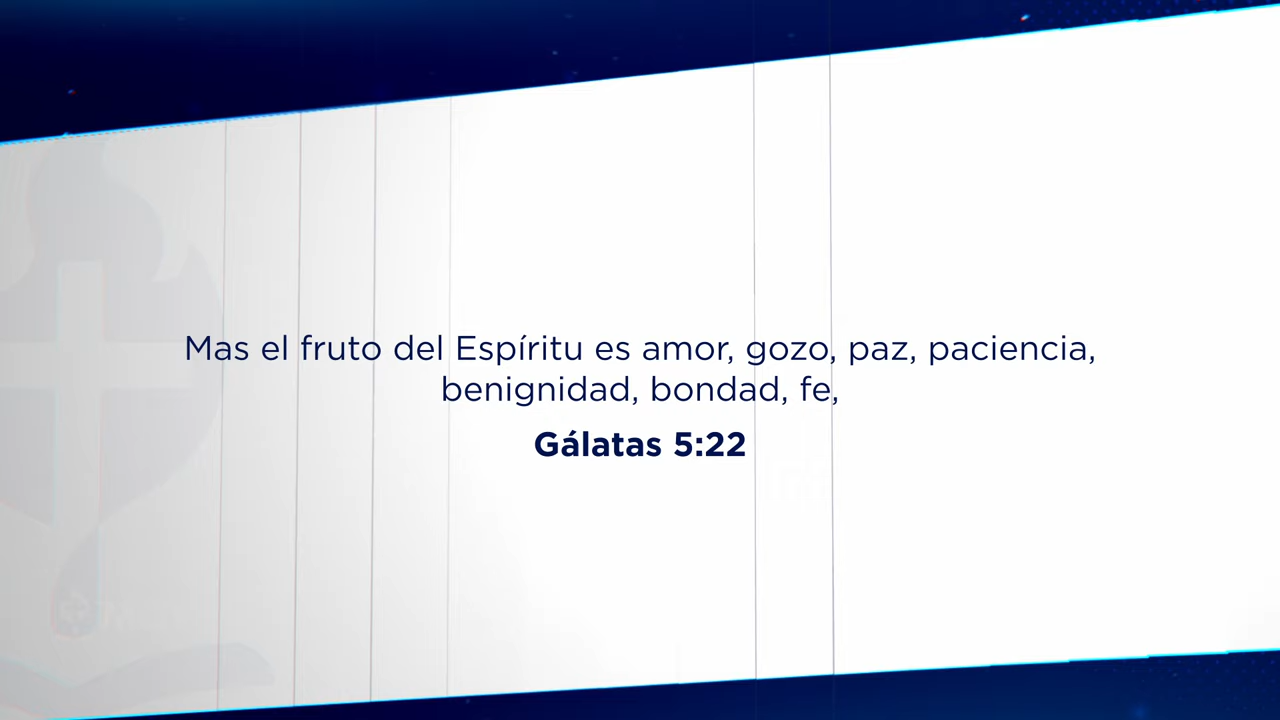 Mas el fruto del Espíritu es amor, gozo, paz, paciencia,
benignidad, bondad, fe,
Gálatas 5:22